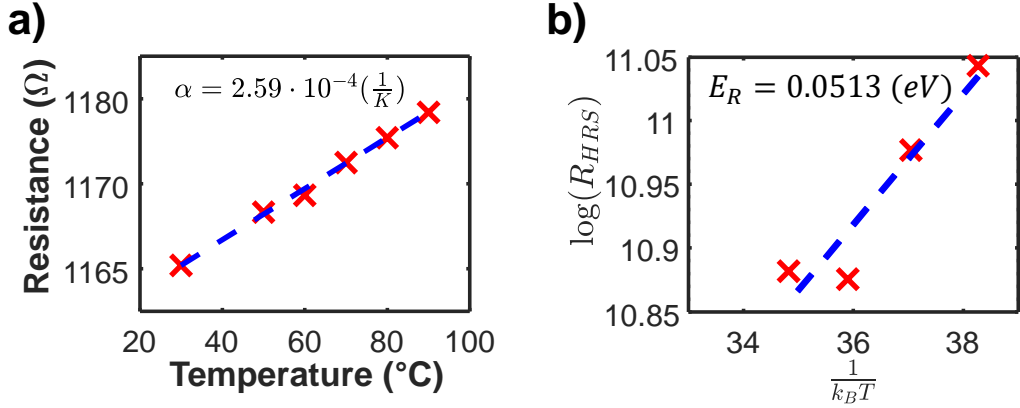 a)
Resistance (Ω)
1180
1170
1165
α = 2.59 · 10⁻⁴(1/K)
20 40 60 80 100
Temperature (°C)
b)
log(R_HRS)
11.05
11
10.95
10.9
10.85
E_R = 0.0513 (eV)
34 36 38
1/k_BT